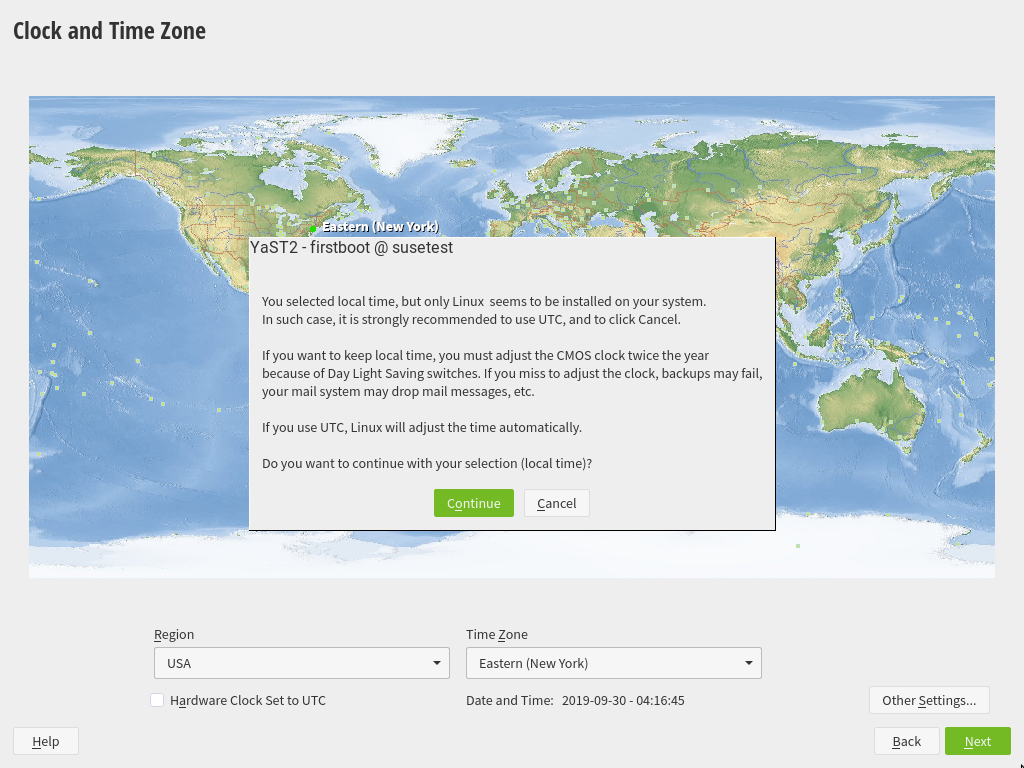 Clock and Time Zone
Eastern (New York)
YaST2 - firstboot @ susetest
You selected local time, but only Linux  seems to be installed on your system.
In such case, it is strongly recommended to use UTC, and to click Cancel.
If you want to keep local time, you must adjust the CMOS clock twice the year
because of Day Light Saving switches. If you miss to adjust the clock, backups may fail,
your mail system may drop mail messages, etc.
If you use UTC, Linux will adjust the time automatically.
Do you want to continue with your selection (local time)?
Continue Cancel
Region Time Zone
USA Eastern (New York)
Hardware Clock Set to UTC Date and Time: 2019-09-30 - 04:16:45 Other Settings...
Help Back Next